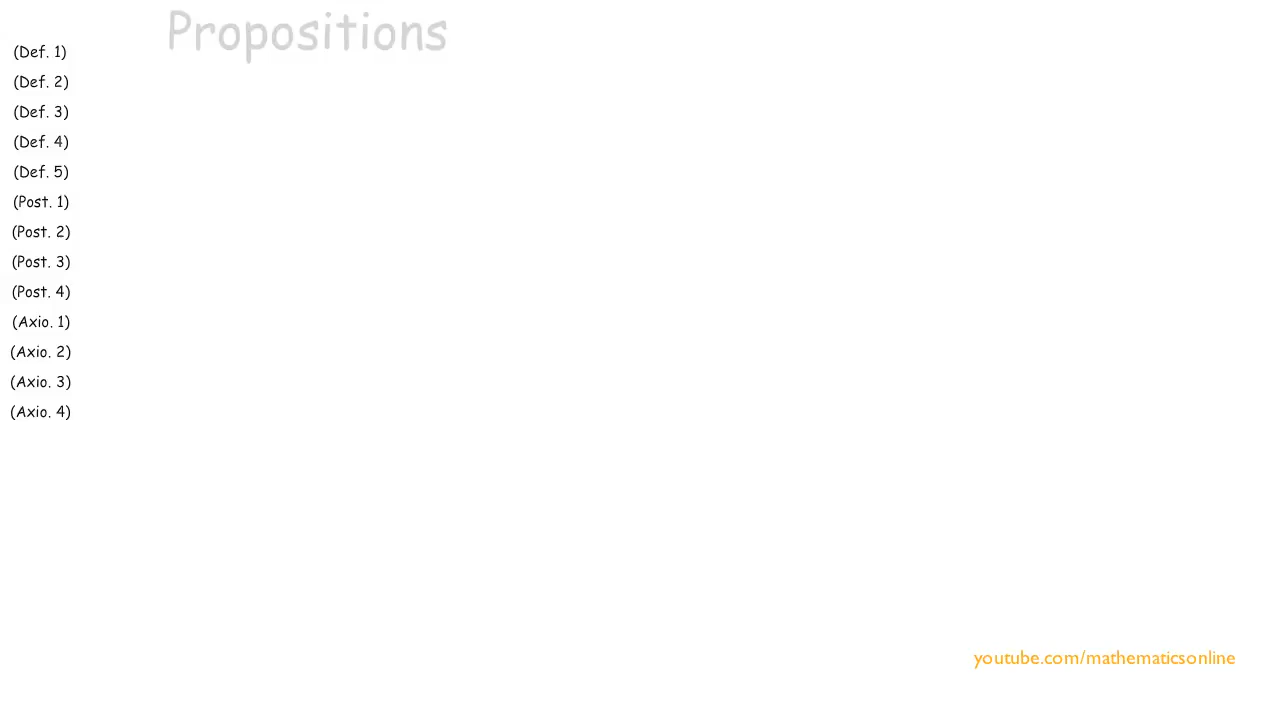 Propositions
(Def. 1)
(Def. 2)
(Def. 3)
(Def. 4)
(Def. 5)
(Post. 1)
(Post. 2)
(Post. 3)
(Post. 4)
(Axio. 1)
(Axio. 2)
(Axio. 3)
(Axio. 4)
youtube.com/mathematicsonline